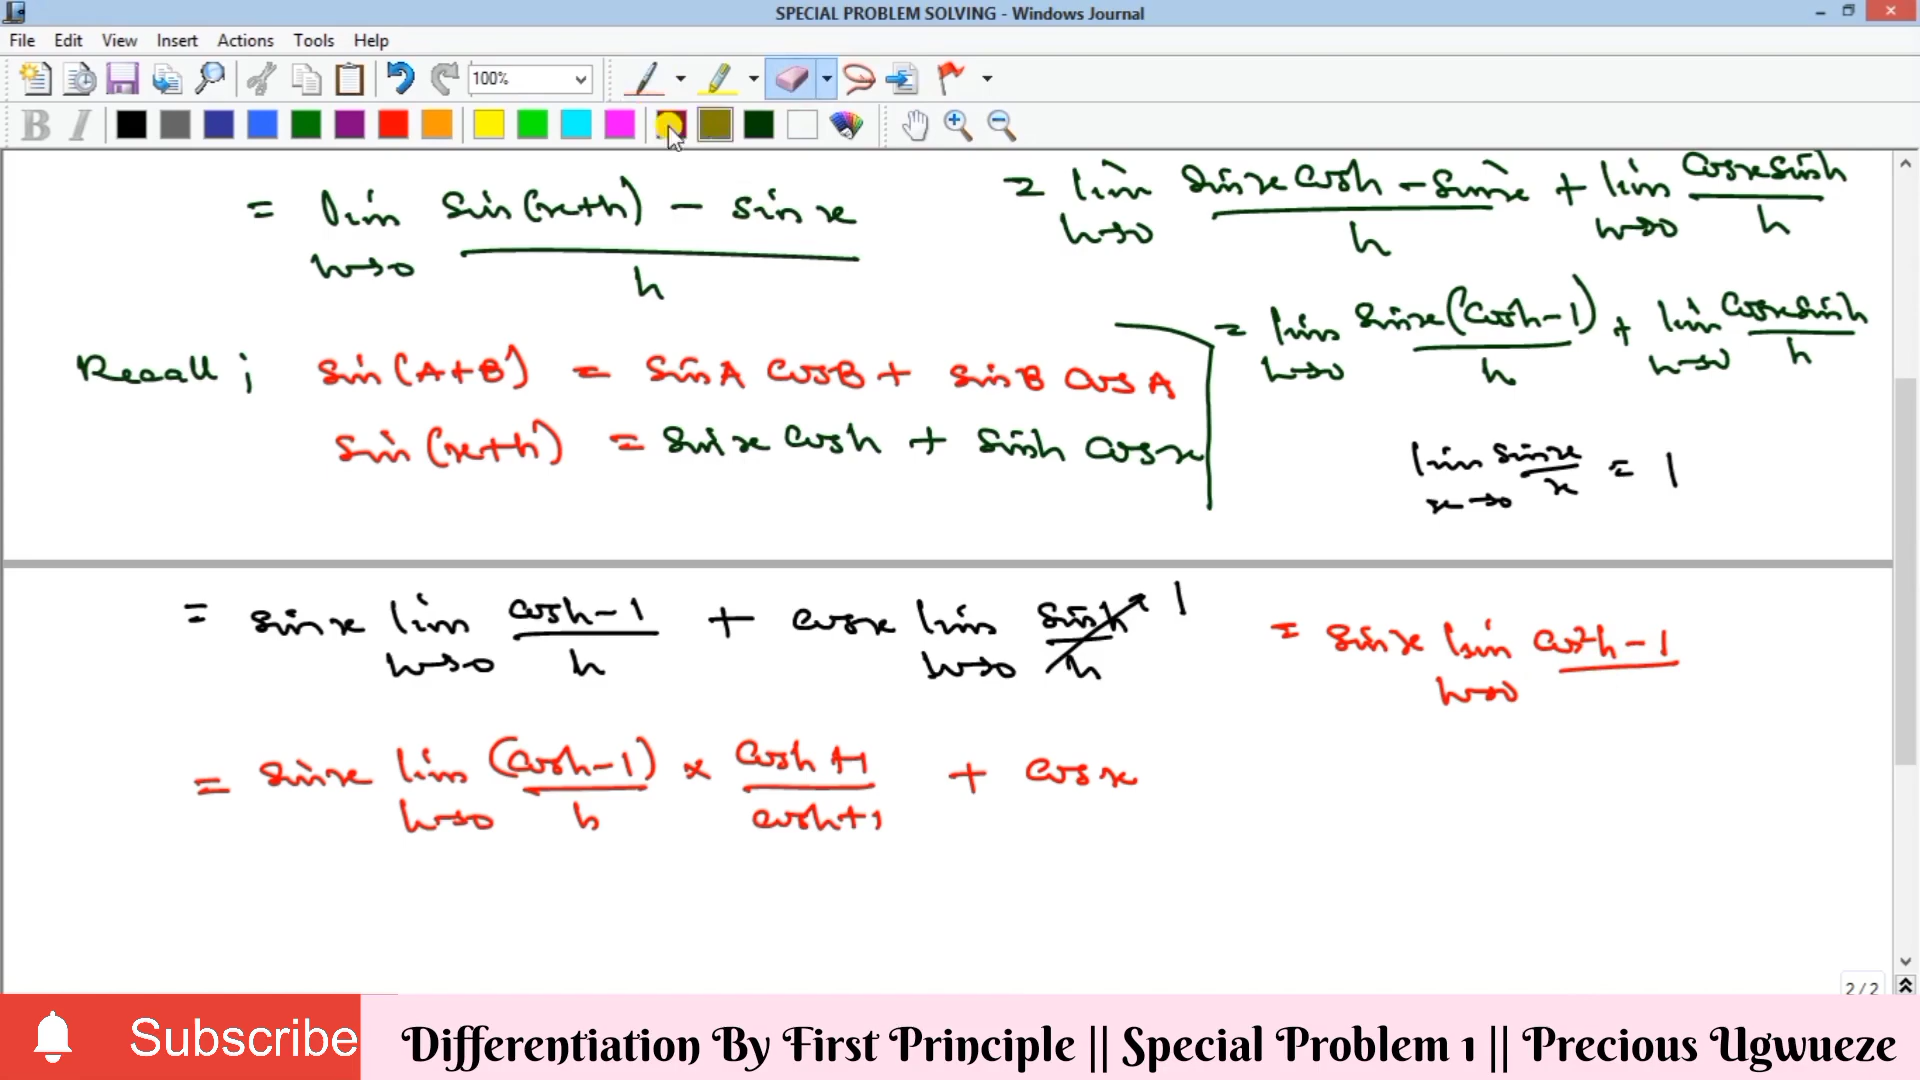 SPECIAL PROBLEM SOLVING - Windows Journal
File Edit View Insert Actions Tools Help
100%
B I
= lim h→0 (sin(x+h) - sin x)/h
Recall ; sin(A+B) = sinA cosB + sinB cosA
sin(x+h) = sinx cosh + sinh cosx
= lim h→0 (sinx cosh - sinx)/h + lim h→0 (cosx sinh)/h
= lim h→0 sinx(cosh-1)/h + lim h→0 (cosx sinh)/h
lim x→0 sinx/x = 1
= sinx lim h→0 (cosh-1)/h + cosx lim h→0 sinh/h 1
= sinx lim h→0 (cosh-1)/h × (cosh+1)/(cosh+1) + cosx
= sinx lim h→0 cos²h-1
2 / 2
Subscribe
Differentiation By First Principle || Special Problem 1 || Precious Ugwueze